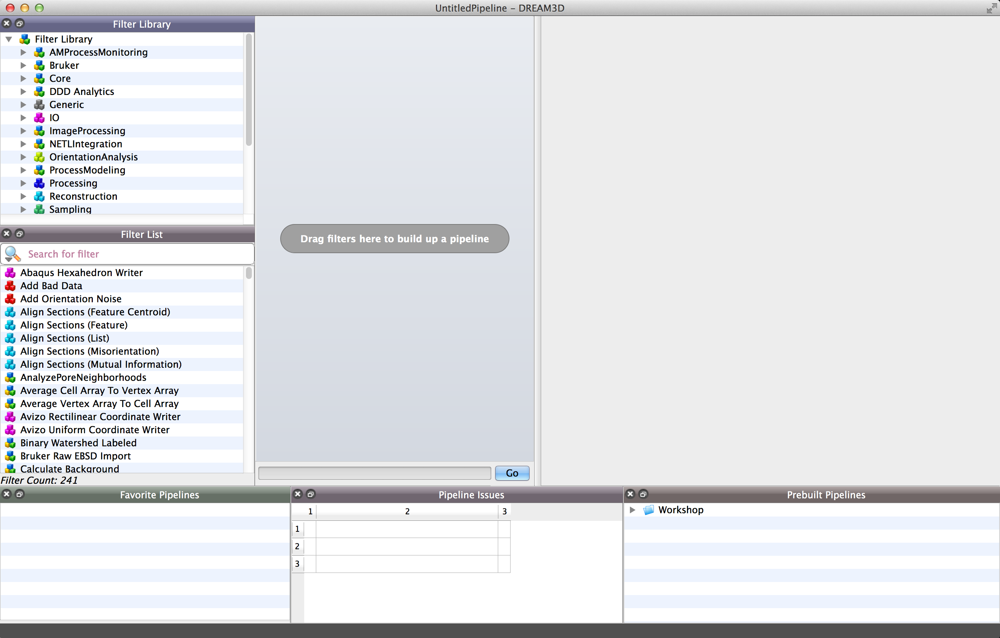 UntitledPipeline – DREAM3D
Filter Library
Filter Library
AMProcessMonitoring
Bruker
Core
DDD Analytics
Generic
IO
ImageProcessing
NETLIntegration
OrientationAnalysis
ProcessModeling
Processing
Reconstruction
Sampling
Filter List
Search for filter
Abaqus Hexahedron Writer
Add Bad Data
Add Orientation Noise
Align Sections (Feature Centroid)
Align Sections (Feature)
Align Sections (List)
Align Sections (Misorientation)
Align Sections (Mutual Information)
AnalyzePoreNeighborhoods
Average Cell Array To Vertex Array
Average Vertex Array To Cell Array
Avizo Rectilinear Coordinate Writer
Avizo Uniform Coordinate Writer
Binary Watershed Labeled
Bruker Raw EBSD Import
Calculate Background
Filter Count: 241
Drag filters here to build up a pipeline
Go
Favorite Pipelines
Pipeline Issues
1 2 3
1
2
3
Prebuilt Pipelines
Workshop